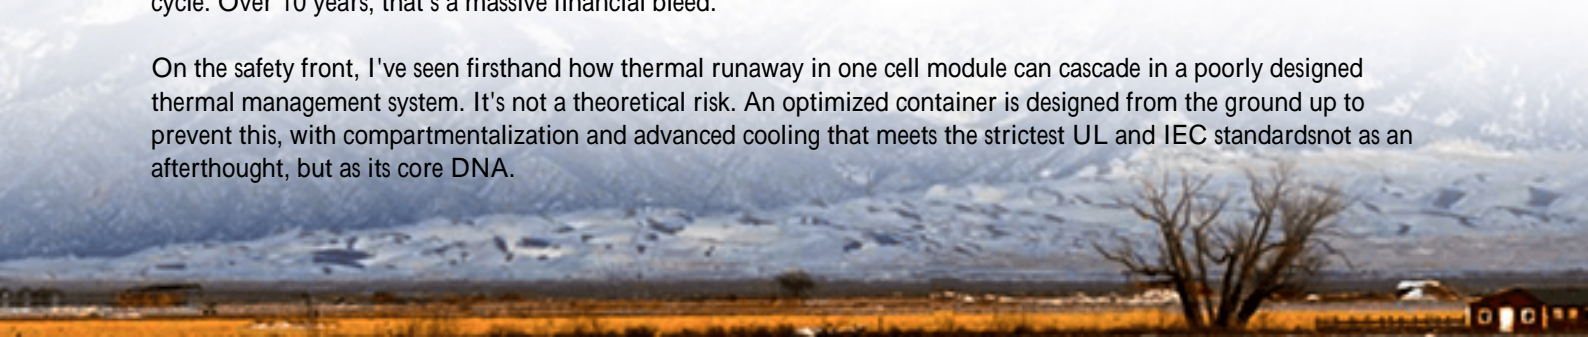 cycle. Over 10 years, that's a massive financial bleed.
On the safety front, I've seen firsthand how thermal runaway in one cell module can cascade in a poorly designed
thermal management system. It's not a theoretical risk. An optimized container is designed from the ground up to
prevent this, with compartmentalization and advanced cooling that meets the strictest UL and IEC standardsnot as an
afterthought, but as its core DNA.